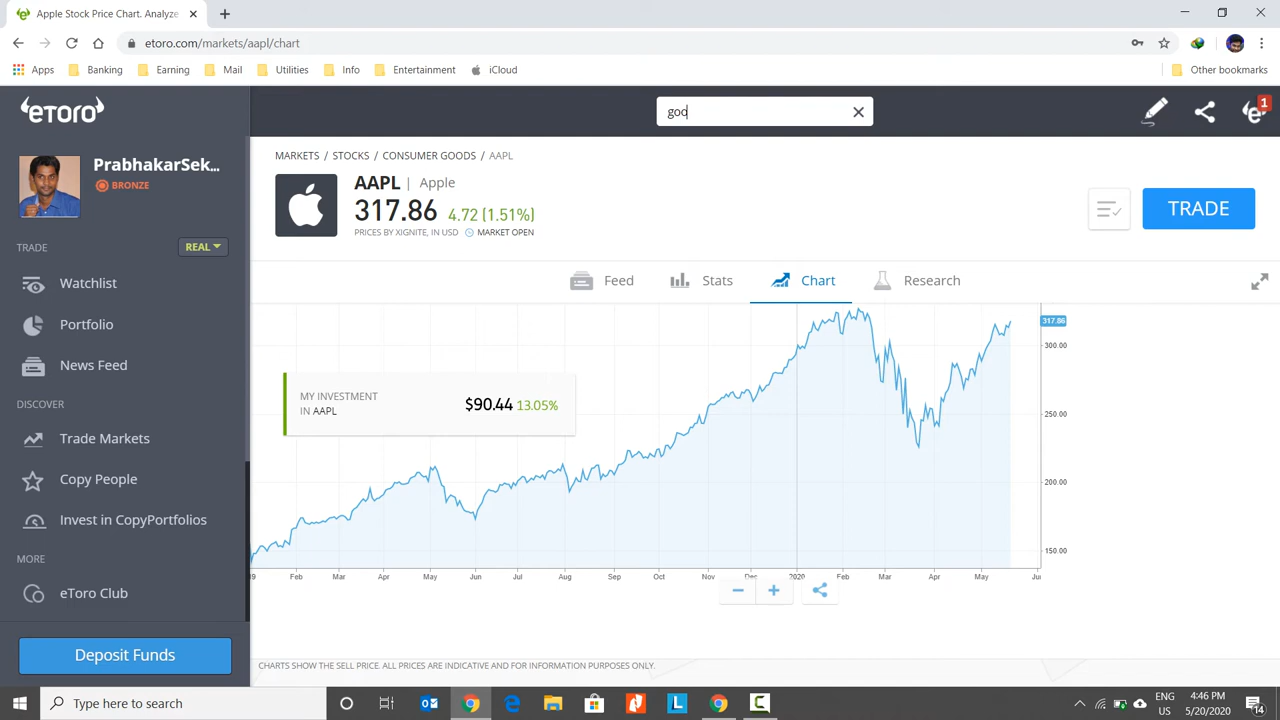 Apple Stock Price Chart. Analyze
etoro.com/markets/aapl/chart
Apps Banking Earning Mail Utilities Info Entertainment iCloud Other bookmarks
eTORO
goo
1
PrabhakarSek...
BRONZE
TRADE REAL
Watchlist
Portfolio
News Feed
DISCOVER
Trade Markets
Copy People
Invest in CopyPortfolios
MORE
eToro Club
Deposit Funds
MARKETS / STOCKS / CONSUMER GOODS / AAPL
AAPL | Apple
317.86 4.72 (1.51%)
PRICES BY XIGNITE, IN USD MARKET OPEN
TRADE
Feed Stats Chart Research
317.86
300.00
250.00
200.00
150.00
MY INVESTMENT
IN AAPL
$90.44 13.05%
9 Feb Mar Apr May Jun Jul Aug Sep Oct Nov Dec 2020 Feb Mar Apr May Ju
CHARTS SHOW THE SELL PRICE. ALL PRICES ARE INDICATIVE AND FOR INFORMATION PURPOSES ONLY.
Type here to search
ENG
US
4:46 PM
5/20/2020
14